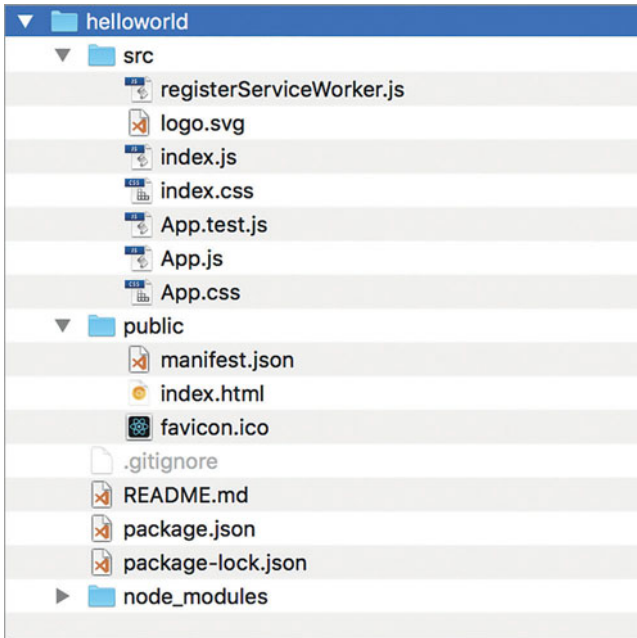 helloworld
src
registerServiceWorker.js
logo.svg
index.js
index.css
App.test.js
App.js
App.css
public
manifest.json
index.html
favicon.ico
.gitignore
README.md
package.json
package-lock.json
node_modules